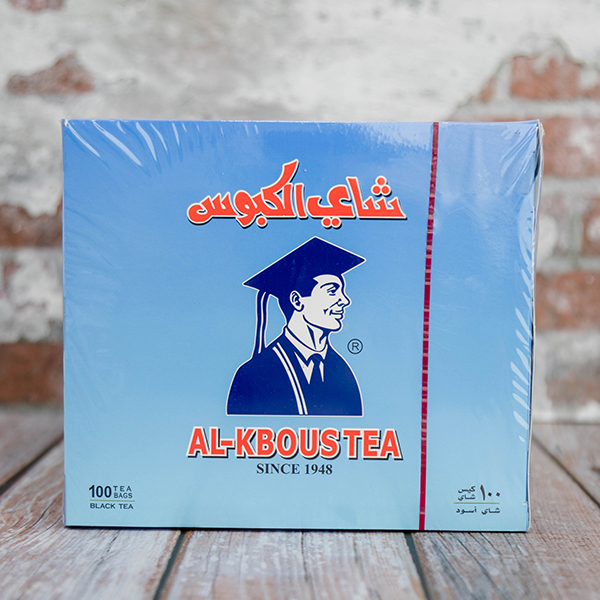 شاي الكبوس
®
AL-KBOUS TEA
SINCE 1948
100 TEA BAGS
BLACK TEA
١٠٠ كيس شاي
شاي أسود